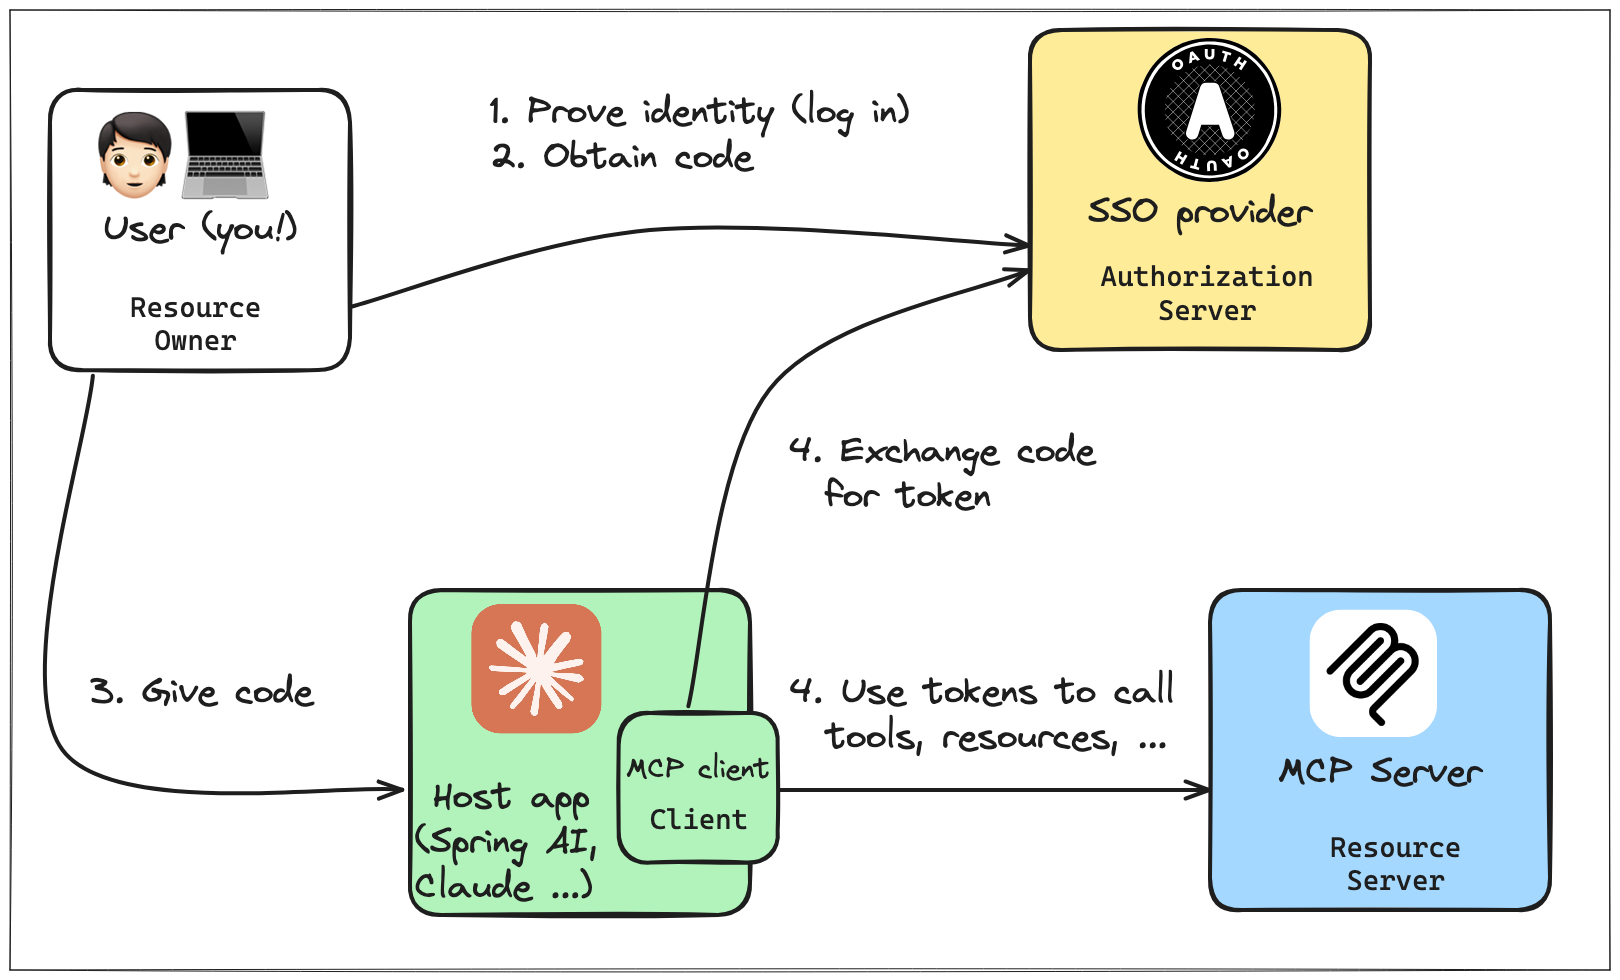 1. Prove identity (log in)
2. Obtain code
User (you!)
Resource
Owner
OAUTH
OAUTH
SSO provider
Authorization
Server
4. Exchange code
for token
3. Give code
Host app
(Spring AI,
Claude ...)
MCP client
Client
4. Use tokens to call
tools, resources, ...
MCP Server
Resource
Server